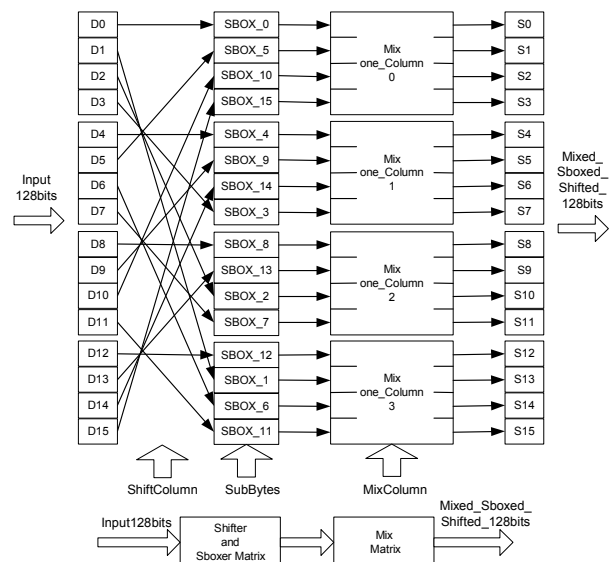 D0
D1
D2
D3
D4
D5
D6
D7
D8
D9
D10
D11
D12
D13
D14
D15
Input
128bits
SBOX_0
SBOX_5
SBOX_10
SBOX_15
SBOX_4
SBOX_9
SBOX_14
SBOX_3
SBOX_8
SBOX_13
SBOX_2
SBOX_7
SBOX_12
SBOX_1
SBOX_6
SBOX_11
Mix
one_Column
0
Mix
one_Column
1
Mix
one_Column
2
Mix
one_Column
3
S0
S1
S2
S3
S4
S5
S6
S7
S8
S9
S10
S11
S12
S13
S14
S15
Mixed_
Sboxed_
Shifted_
128bits
ShiftColumn
SubBytes
MixColumn
Input128bits
Shifter
and
Sboxer Matrix
Mix
Matrix
Mixed_Sboxed_
Shifted_128bits